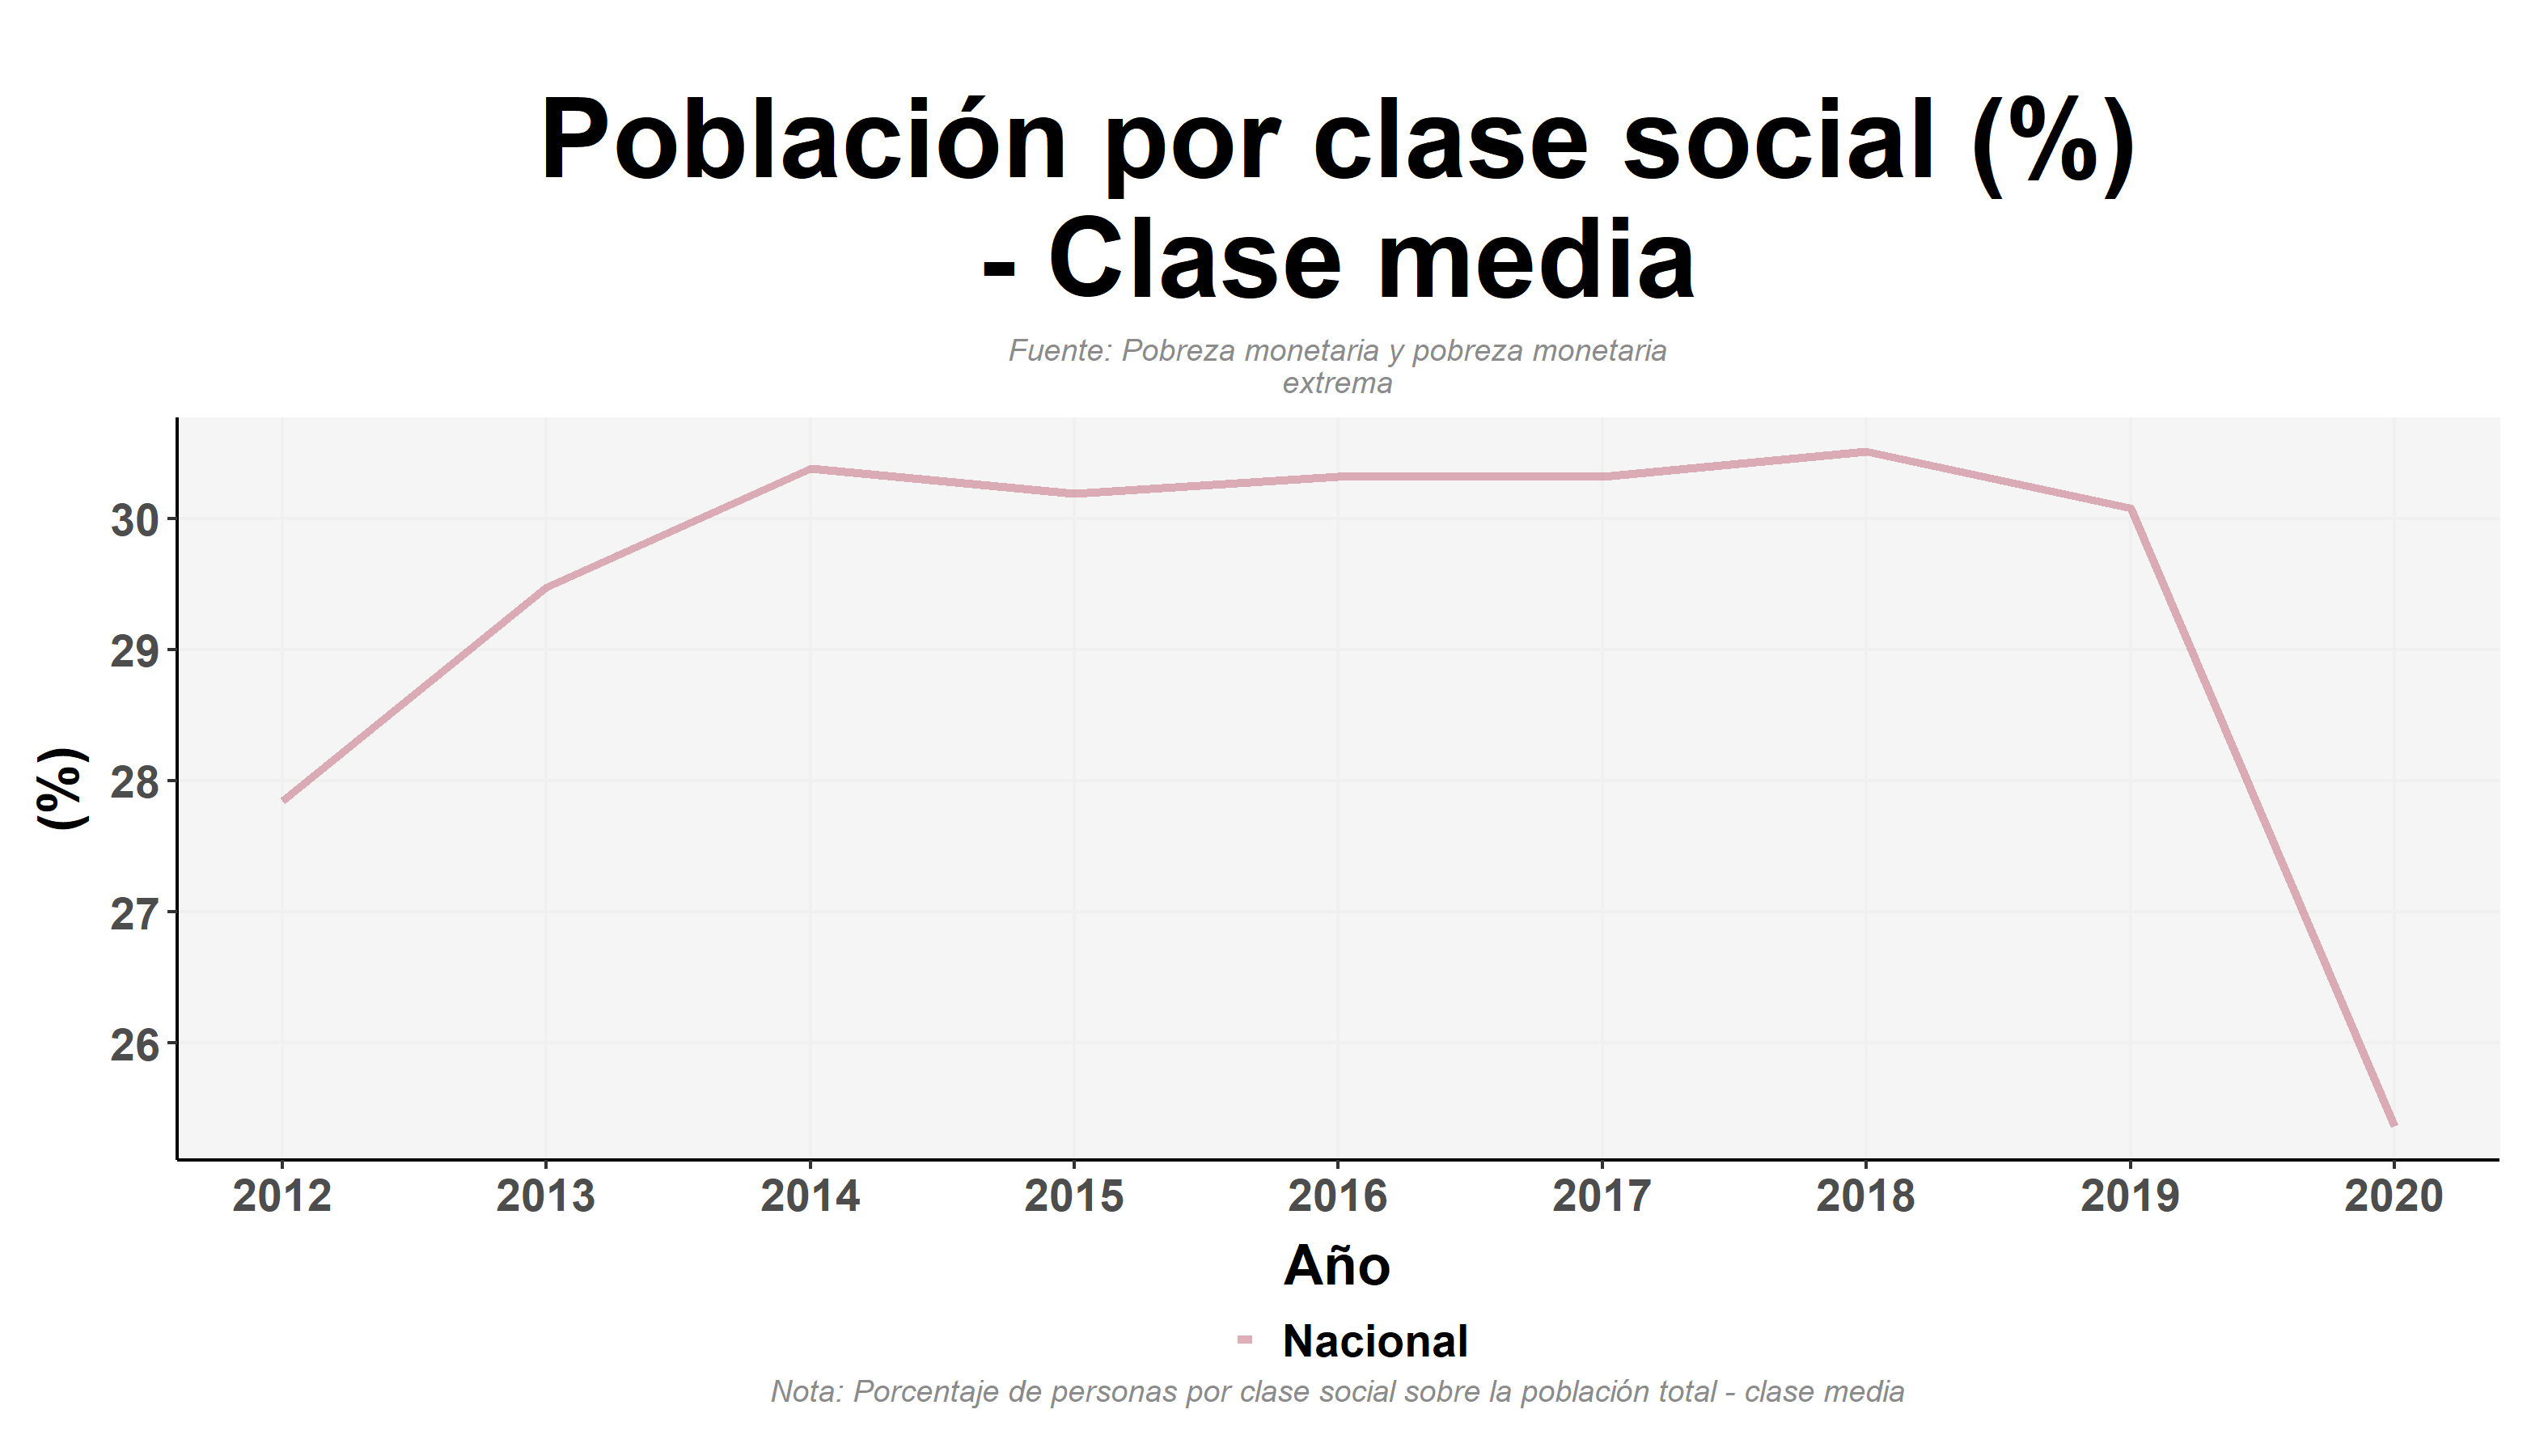 Población por clase social (%)
- Clase media
Fuente: Pobreza monetaria y pobreza monetaria
extrema
(%)
30
29
28
27
26
2012 2013 2014 2015 2016 2017 2018 2019 2020
Año
Nacional
Nota: Porcentaje de personas por clase social sobre la población total - clase media